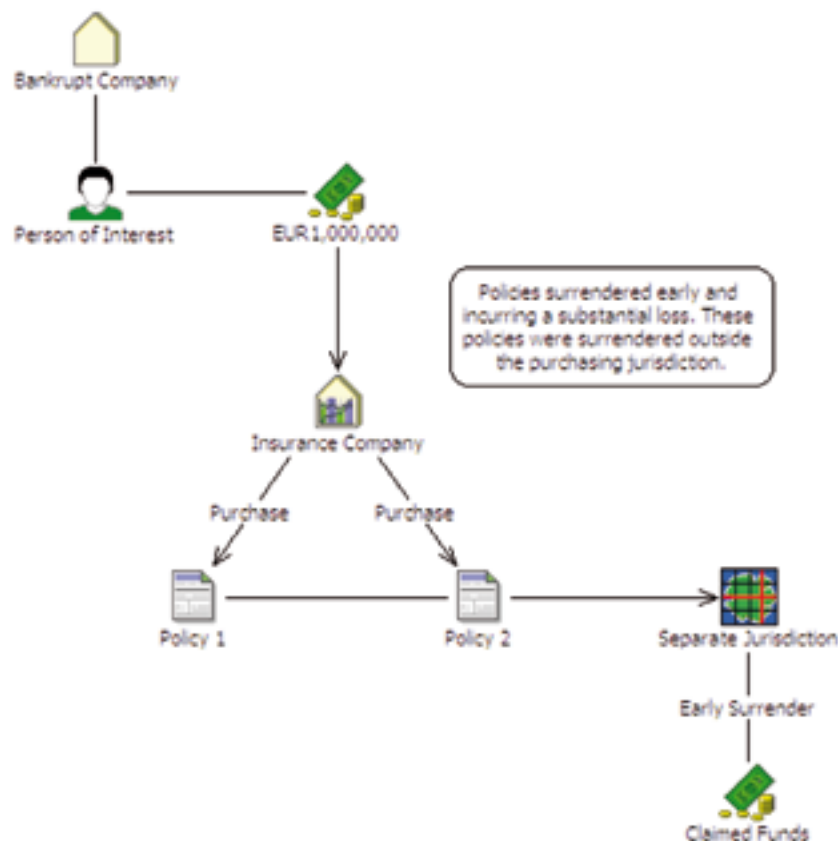 Bankrupt Company
Person of Interest
EUR1,000,000
Policies surrendered early and
incurring a substantial loss. These
policies were surrendered outside
the purchasing jurisdiction.
Insurance Company
Purchase
Purchase
Policy 1
Policy 2
Separate Jurisdiction
Early Surrender
Claimed Funds